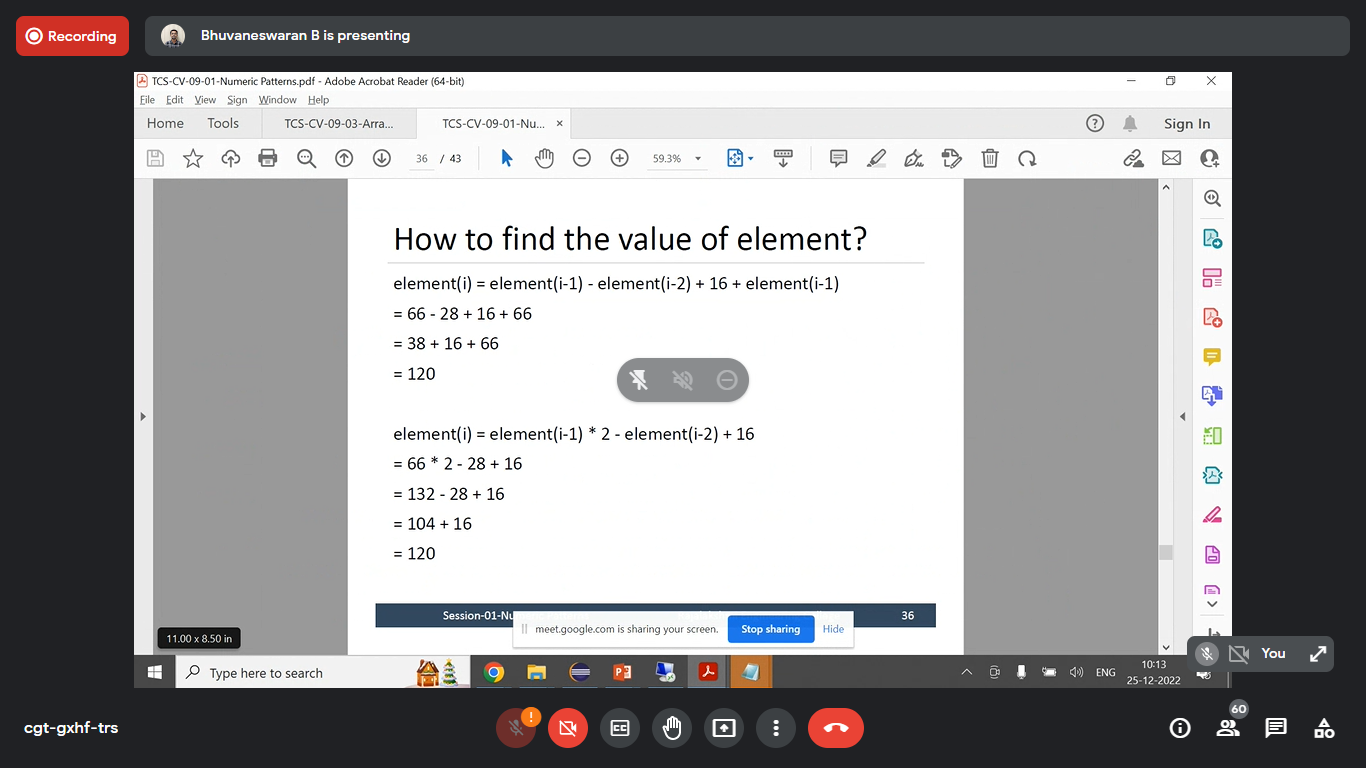 Recording
Bhuvaneswaran B is presenting
TCS-CV-09-01-Numeric Patterns.pdf - Adobe Acrobat Reader (64-bit)
File Edit View Sign Window Help
Home Tools TCS-CV-09-03-Arra... TCS-CV-09-01-Nu... × Sign In
36 / 43 59.3%
How to find the value of element?
element(i) = element(i-1) - element(i-2) + 16 + element(i-1)
= 66 - 28 + 16 + 66
= 38 + 16 + 66
= 120
element(i) = element(i-1) * 2 - element(i-2) + 16
= 66 * 2 - 28 + 16
= 132 - 28 + 16
= 104 + 16
= 120
Session-01-Nu 36
meet.google.com is sharing your screen. Stop sharing Hide
11.00 x 8.50 in
You
Type here to search ENG 10:13
25-12-2022
60
cgt-gxhf-trs